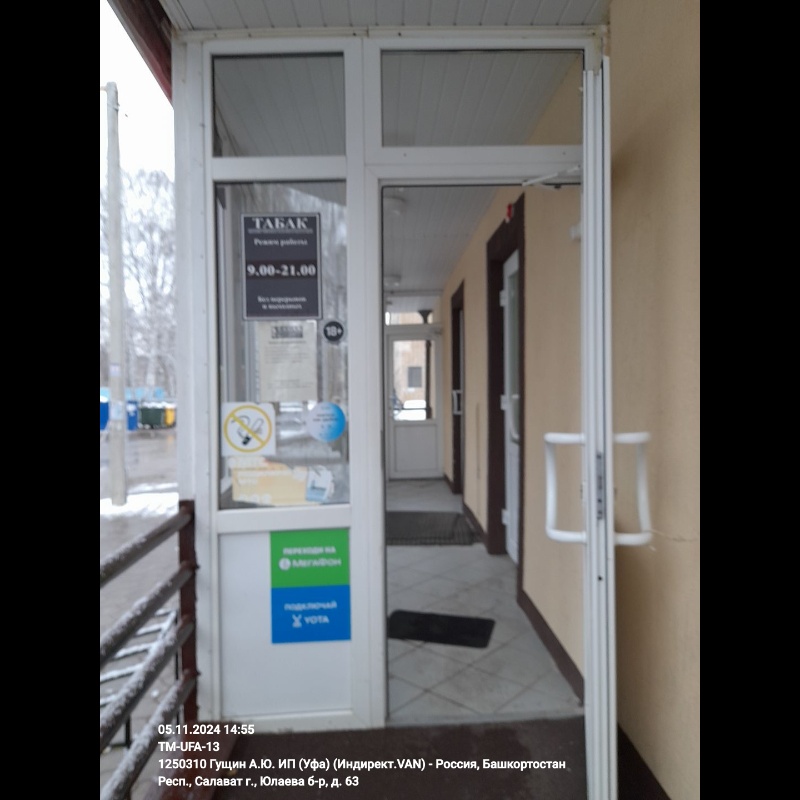 ТАБАК
Режим работы
9.00-21.00
Без перерывов
и выходных
18+
ПЕРЕХОДИ НА
МЕГАФОН
ПОДКЛЮЧАЙ
YOTA
05.11.2024 14:55
TM-UFA-13
1250310 Гущин А.Ю. ИП (Уфа) (Индирект.VAN) - Россия, Башкортостан
Респ., Салават г., Юлаева б-р, д. 63